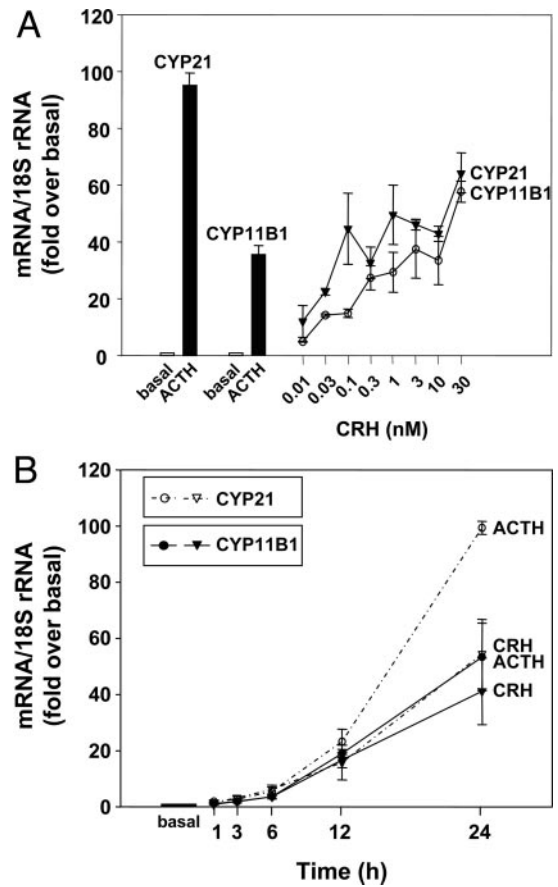 A
mRNA/18S rRNA
(fold over basal)
120
100
80
60
40
20
0
CYP21
CYP11B1
CYP21
CYP11B1
basal
ACTH
basal
ACTH
0.01
0.03
0.1
0.3
1
3
10
30
CRH (nM)
B
mRNA/18S rRNA
(fold over basal)
120
100
80
60
40
20
0
CYP21
CYP11B1
ACTH
CRH
ACTH
CRH
basal
1 3 6 12 24
Time (h)